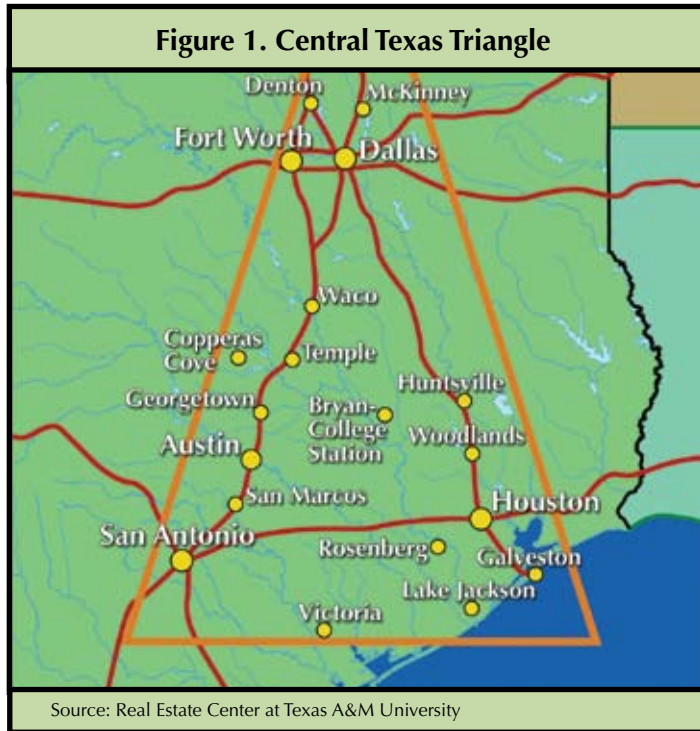 Figure 1. Central Texas Triangle
Denton
McKinney
Fort Worth
Dallas
Waco
Copperas
Cove
Temple
Georgetown
Huntsville
Bryan-
College
Station
Austin
Woodlands
San Marcos
Houston
San Antonio
Rosenberg
Galveston
Lake Jackson
Victoria
Source: Real Estate Center at Texas A&M University